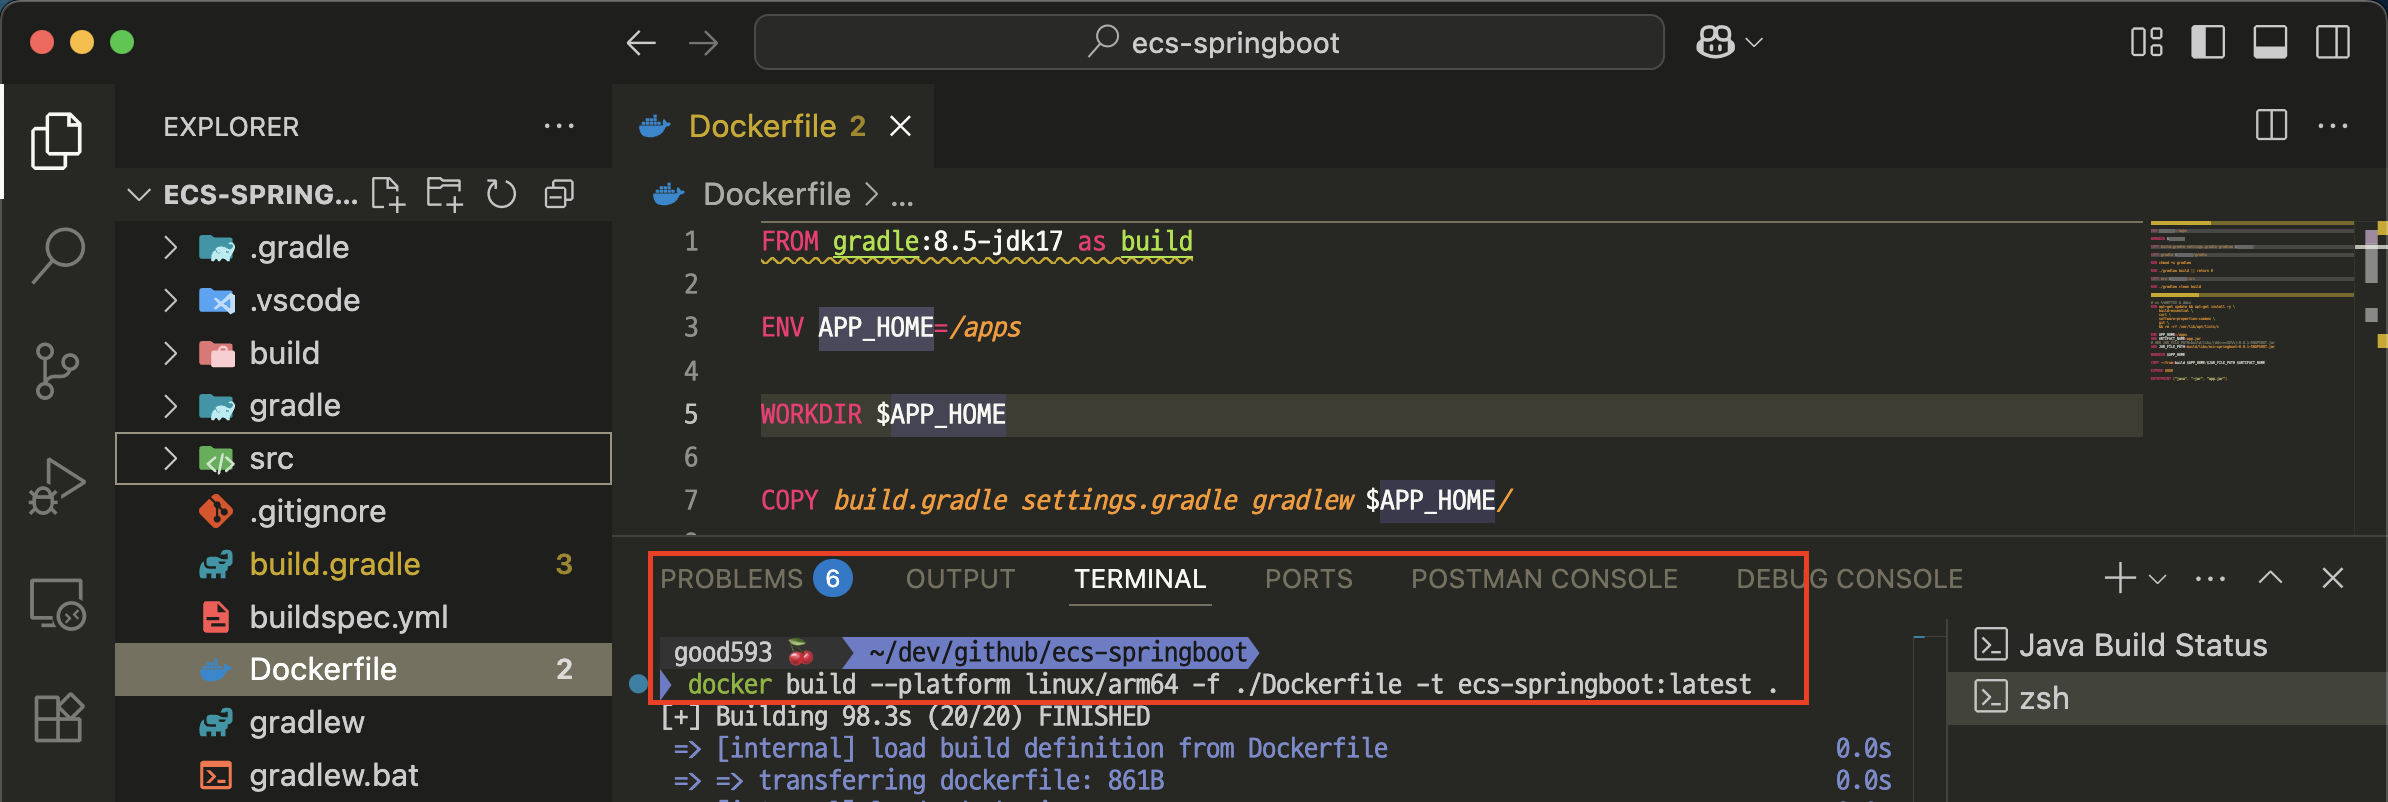 ecs-springboot
EXPLORER
Dockerfile 2
ECS-SPRING...
Dockerfile > ...
.gradle
.vscode
build
gradle
src
.gitignore
build.gradle 3
buildspec.yml
Dockerfile 2
gradlew
gradlew.bat
1 FROM gradle:8.5-jdk17 as build
2
3 ENV APP_HOME=/apps
4
5 WORKDIR $APP_HOME
6
7 COPY build.gradle settings.gradle gradlew $APP_HOME/
PROBLEMS 6 OUTPUT TERMINAL PORTS POSTMAN CONSOLE DEBUG CONSOLE
good593 🍒 ~/dev/github/ecs-springboot
docker build --platform linux/arm64 -f ./Dockerfile -t ecs-springboot:latest .
[+] Building 98.3s (20/20) FINISHED
=> [internal] load build definition from Dockerfile 0.0s
=> => transferring dockerfile: 861B 0.0s
Java Build Status
zsh